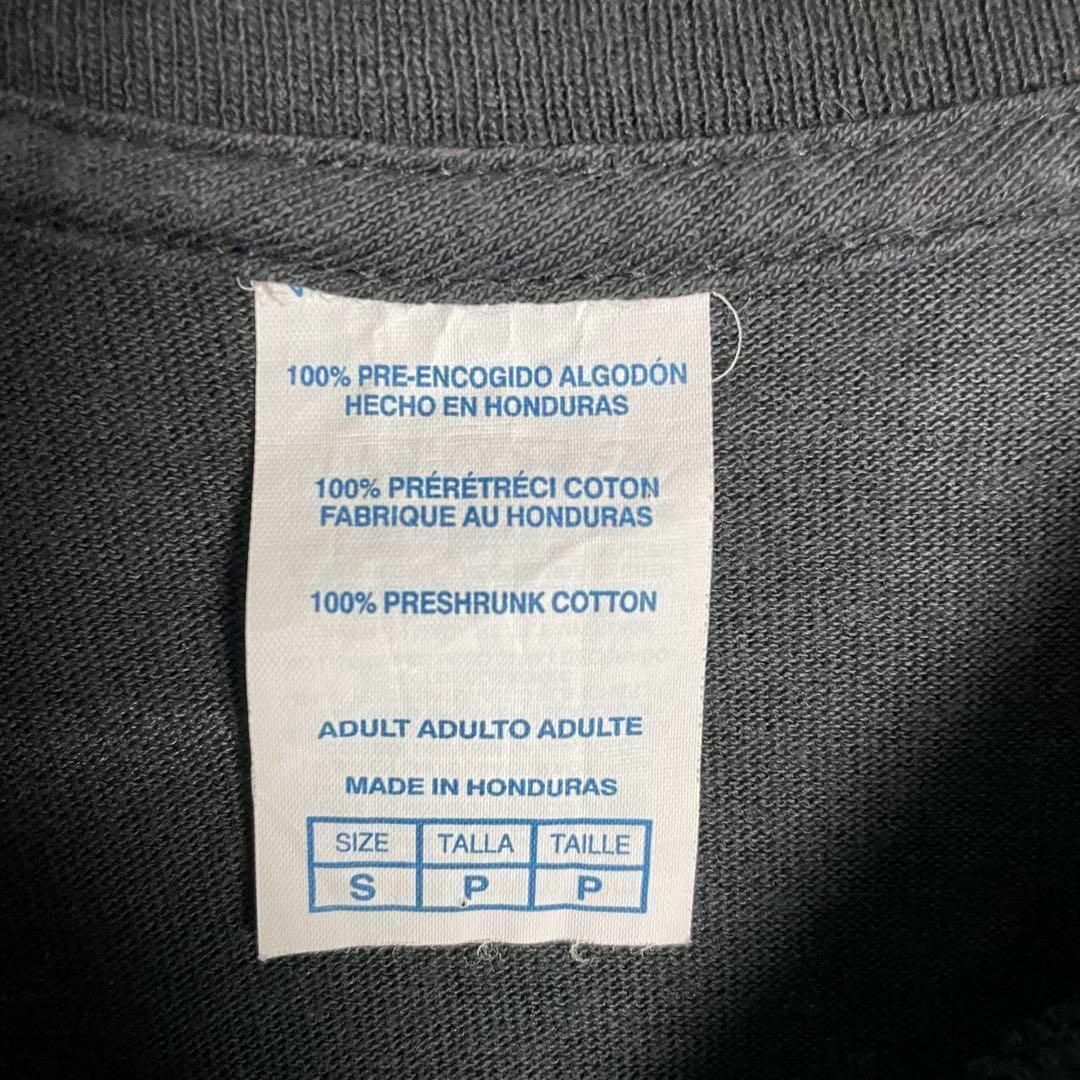 100% PRE-ENCOGIDO ALGODÓN
HECHO EN HONDURAS
100% PRÉRÉTRÉCI COTON
FABRIQUE AU HONDURAS
100% PRESHRUNK COTTON
ADULT ADULTO ADULTE
MADE IN HONDURAS
SIZE TALLA TAILLE
S P P